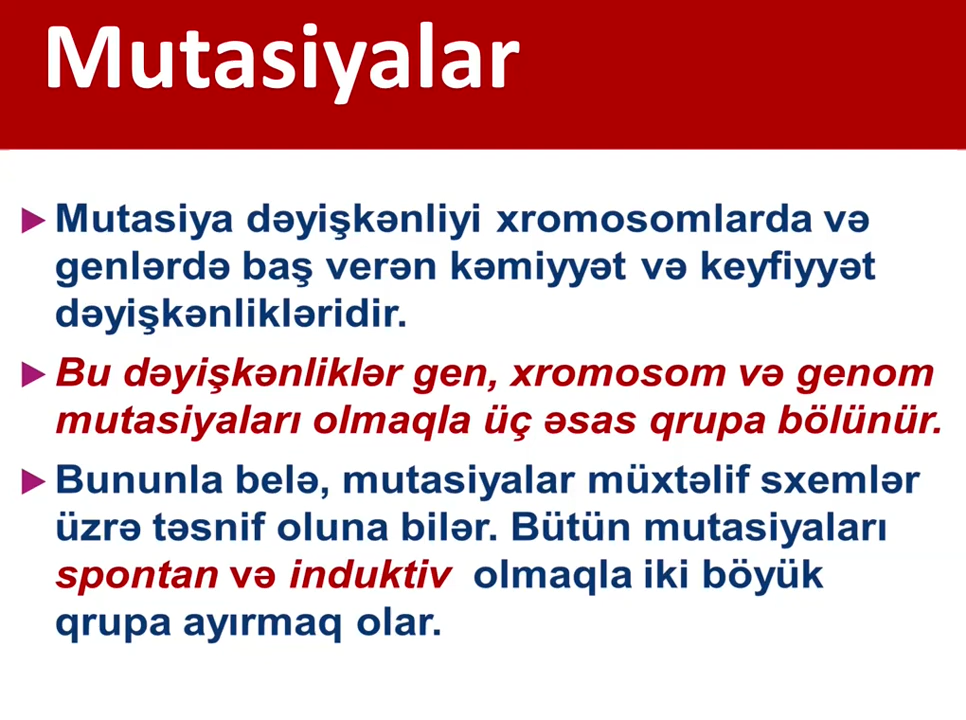 Mutasiyalar
Mutasiya dəyişkənliyi xromosomlarda və
genlərdə baş verən kəmiyyət və keyfiyyət
dəyişkənlikləridir.
Bu dəyişkənliklər gen, xromosom və genom
mutasiyaları olmaqla üç əsas qrupa bölünür.
Bununla belə, mutasiyalar müxtəlif sxemlər
üzrə təsnif oluna bilər. Bütün mutasiyaları
spontan və induktiv olmaqla iki böyük
qrupa ayırmaq olar.